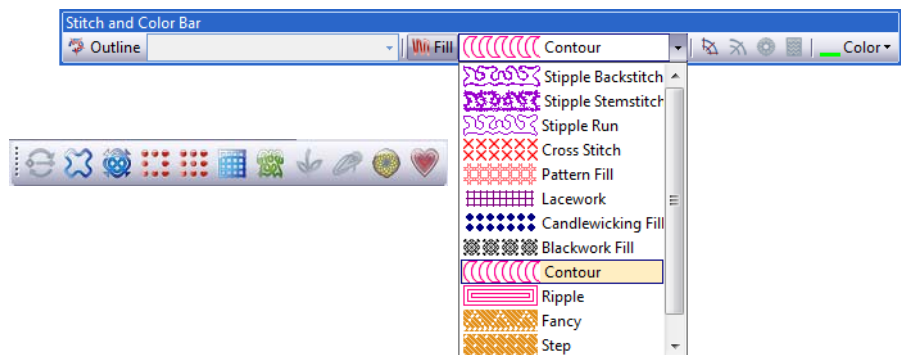 Stitch and Color Bar
Outline Fill Contour Color
Stipple Backstitch
Stipple Stemstitch
Stipple Run
Cross Stitch
Pattern Fill
Lacework
Candlewicking Fill
Blackwork Fill
Contour
Ripple
Fancy
Step